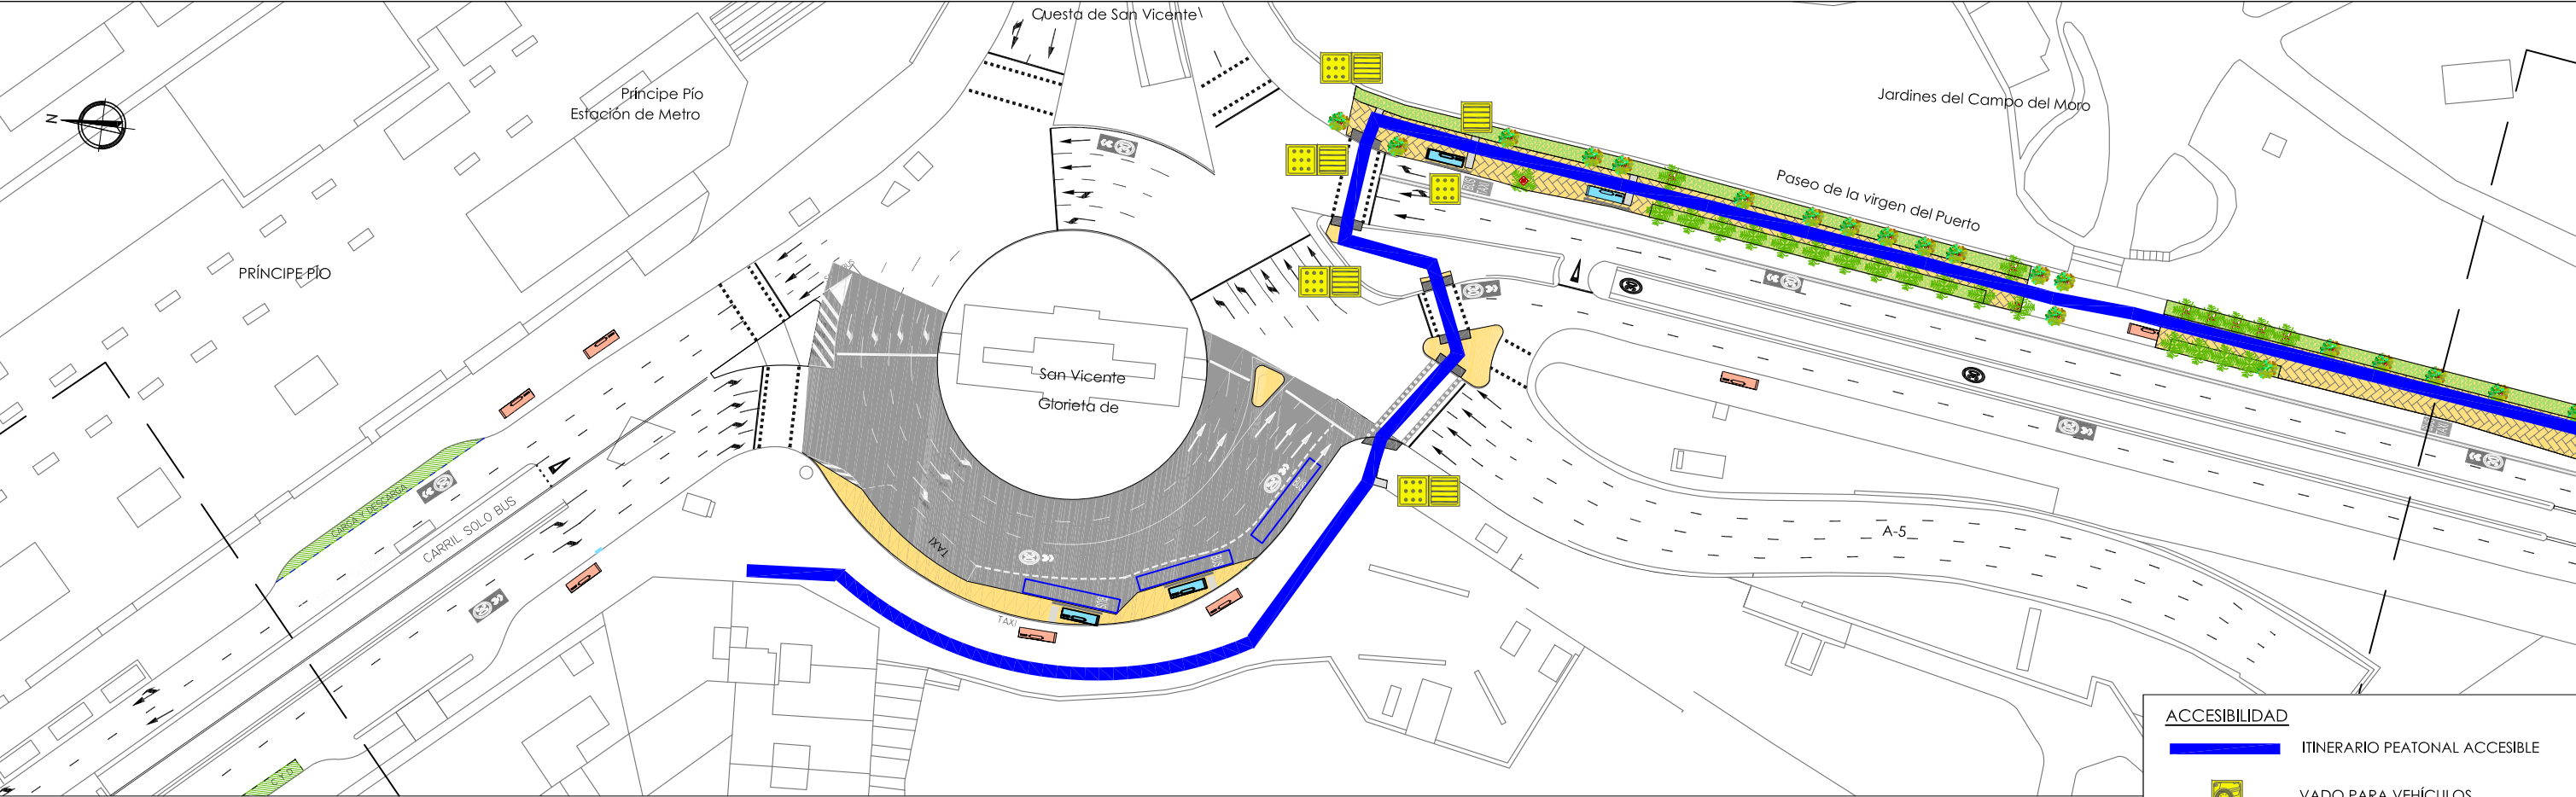 Cuesta de San Vicente
Príncipe Pío
Estación de Metro
Jardines del Campo del Moro
N
Paseo de la virgen del Puerto
PRÍNCIPE PÍO
San Vicente
Glorieta de
CARGA Y DESCARGA
CARRIL SOLO BUS
A-5
TAXI
TAXI
C Y D
ACCESIBILIDAD
ITINERARIO PEATONAL ACCESIBLE
VADO PARA VEHÍCULOS